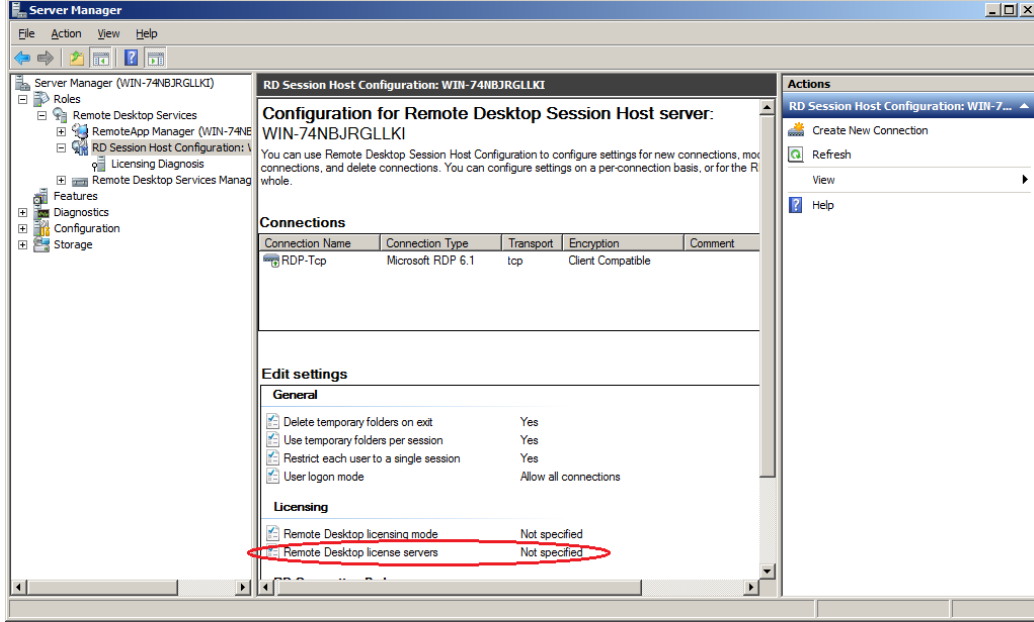 Server Manager
File Action View Help
Server Manager (WIN-74NBJRGLLKI)
Roles
Remote Desktop Services
RemoteApp Manager (WIN-74NB
RD Session Host Configuration: W
Licensing Diagnosis
Remote Desktop Services Manag
Features
Diagnostics
Configuration
Storage
RD Session Host Configuration: WIN-74NBJRGLLKI
Configuration for Remote Desktop Session Host server:
WIN-74NBJRGLLKI
You can use Remote Desktop Session Host Configuration to configure settings for new connections, mod
connections, and delete connections. You can configure settings on a per-connection basis, or for the R
whole.
Connections
Connection Name Connection Type Transport Encryption Comment
RDP-Tcp Microsoft RDP 6.1 tcp Client Compatible
Edit settings
General
Delete temporary folders on exit Yes
Use temporary folders per session Yes
Restrict each user to a single session Yes
User logon mode Allow all connections
Licensing
Remote Desktop licensing mode Not specified
Remote Desktop license servers Not specified
Actions
RD Session Host Configuration: WIN-7...
Create New Connection
Refresh
View
Help